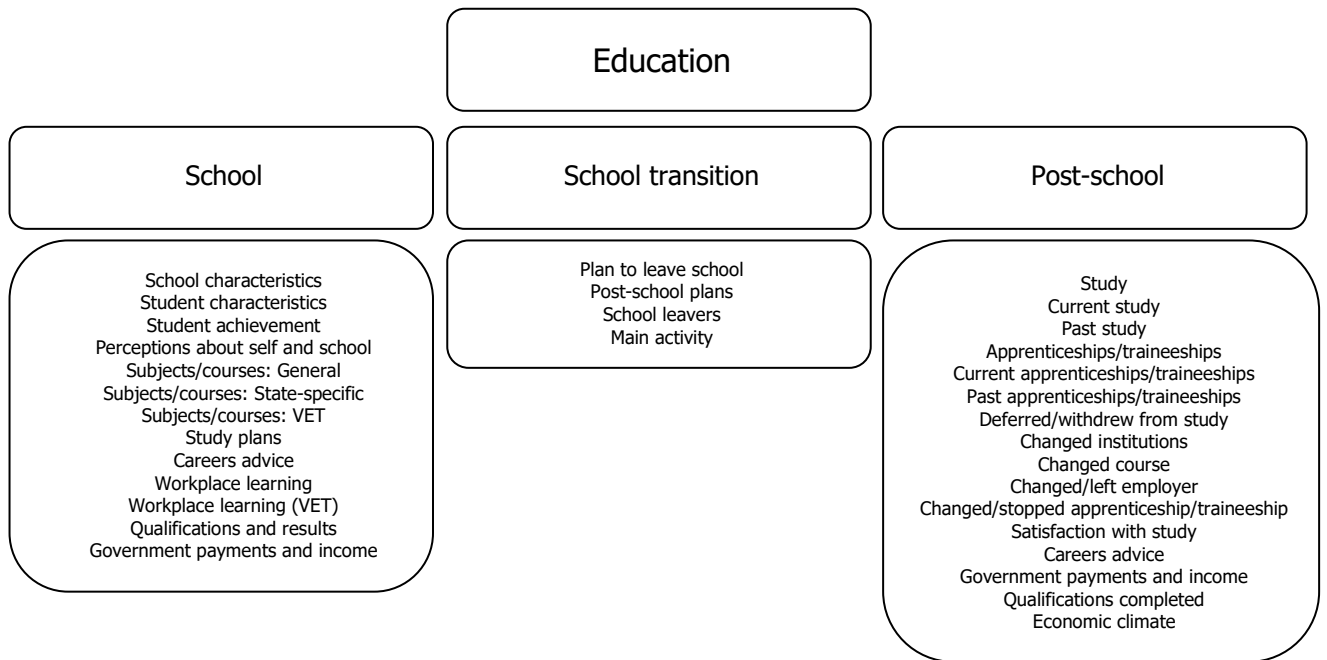 Education
School
School transition
Post-school
School characteristics
Student characteristics
Student achievement
Perceptions about self and school
Subjects/courses: General
Subjects/courses: State-specific
Subjects/courses: VET
Study plans
Careers advice
Workplace learning
Workplace learning (VET)
Qualifications and results
Government payments and income
Plan to leave school
Post-school plans
School leavers
Main activity
Study
Current study
Past study
Apprenticeships/traineeships
Current apprenticeships/traineeships
Past apprenticeships/traineeships
Deferred/withdrew from study
Changed institutions
Changed course
Changed/left employer
Changed/stopped apprenticeship/traineeship
Satisfaction with study
Careers advice
Government payments and income
Qualifications completed
Economic climate